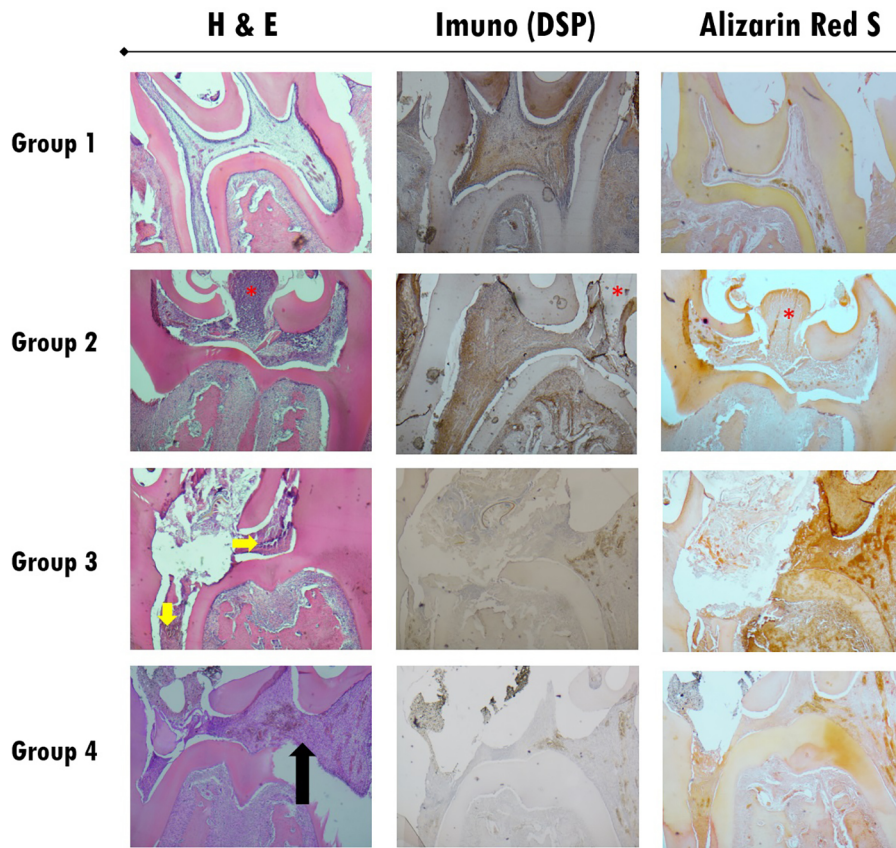 H & E Imuno (DSP) Alizarin Red S
Group 1
*
*
Group 2
*
Group 3
Group 4